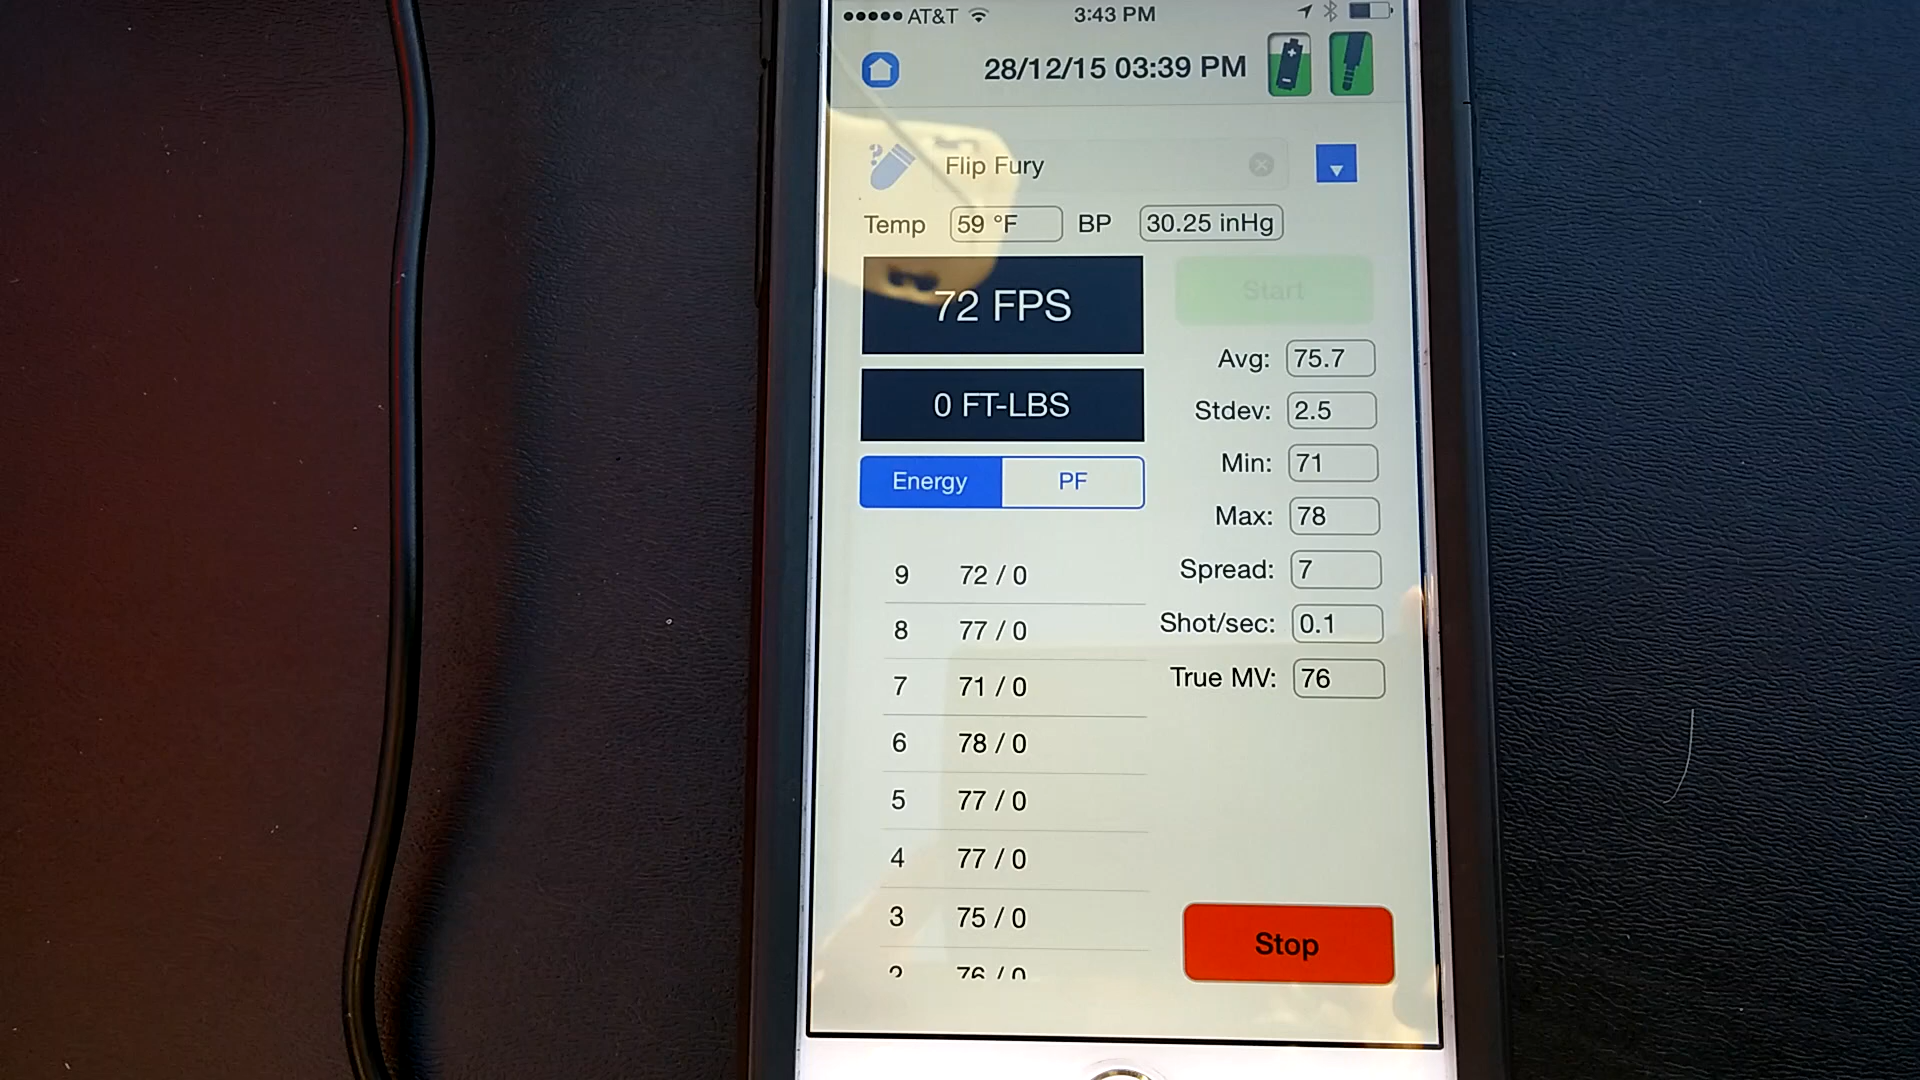 AT&T 3:43 PM
28/12/15 03:39 PM
? Flip Fury
Temp 59 °F BP 30.25 inHg
72 FPS
Start
0 FT-LBS
Energy PF
Avg: 75.7
Stdev: 2.5
Min: 71
Max: 78
Spread: 7
Shot/sec: 0.1
True MV: 76
9 72 / 0
8 77 / 0
7 71 / 0
6 78 / 0
5 77 / 0
4 77 / 0
3 75 / 0
2 76 / 0
Stop